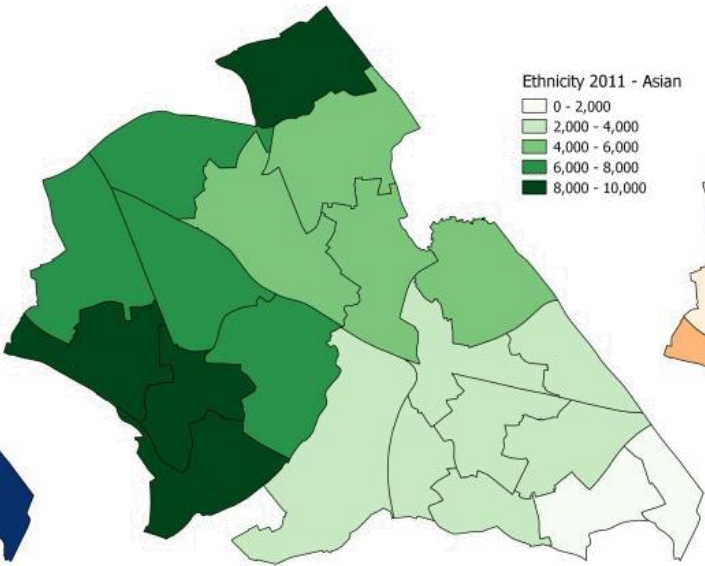 Ethnicity 2011 - Asian
0 - 2,000
2,000 - 4,000
4,000 - 6,000
6,000 - 8,000
8,000 - 10,000